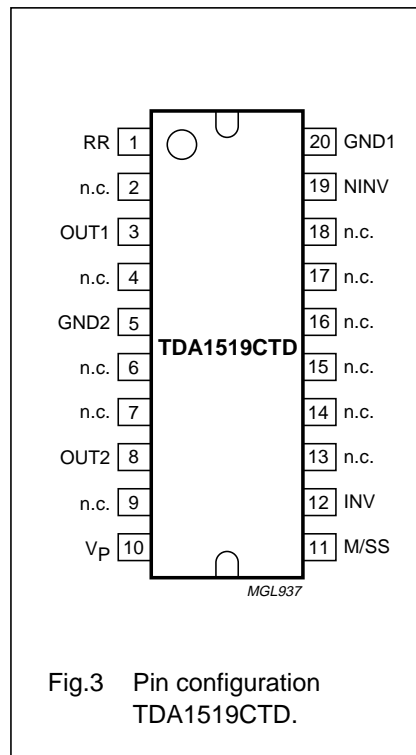 RR 1 20 GND1
n.c. 2 19 NINV
OUT1 3 18 n.c.
n.c. 4 17 n.c.
GND2 5 16 n.c.
TDA1519CTD
n.c. 6 15 n.c.
n.c. 7 14 n.c.
OUT2 8 13 n.c.
n.c. 9 12 INV
VP 10 11 M/SS
MGL937
Fig.3 Pin configuration
TDA1519CTD.